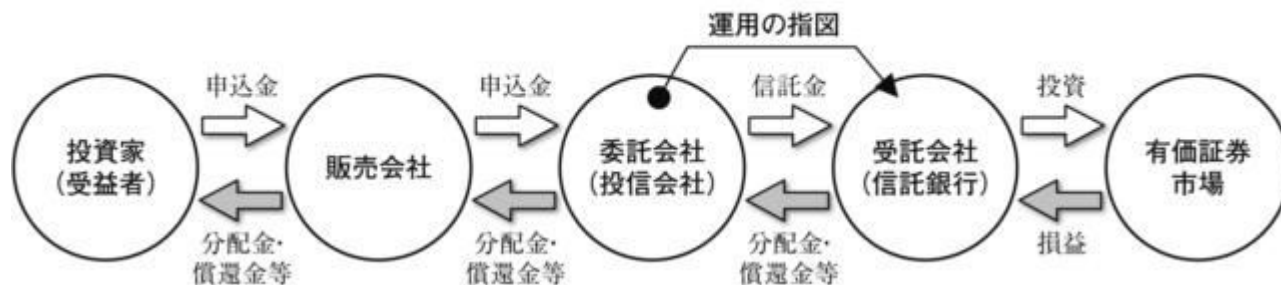 運用の指図
申込金
申込金
信託金
投資
投資家
(受益者)
販売会社
委託会社
(投信会社)
受託会社
(信託銀行)
有価証券
市場
分配金・
償還金等
分配金・
償還金等
分配金・
償還金等
損益